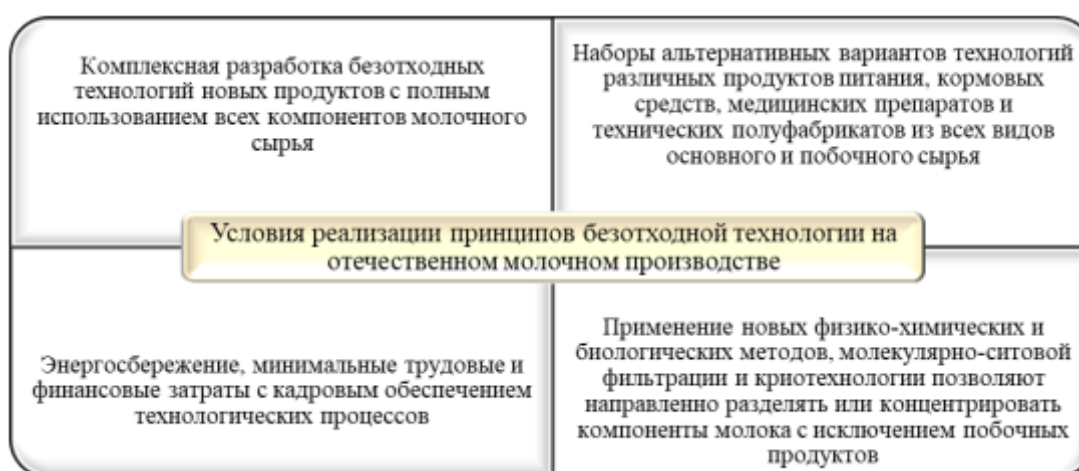 Комплексная разработка безотходных
технологий новых продуктов с полным
использованием всех компонентов молочного
сырья
Наборы альтернативных вариантов технологий
различных продуктов питания, кормовых
средств, медицинских препаратов и
технических полуфабрикатов из всех видов
основного и побочного сырья
Условия реализации принципов безотходной технологии на
отечественном молочном производстве
Энергосбережение, минимальные трудовые и
финансовые затраты с кадровым обеспечением
технологических процессов
Применение новых физико-химических и
биологических методов, молекулярно-ситовой
фильтрации и криотехнологии позволяют
направленно разделять или концентрировать
компоненты молока с исключением побочных
продуктов